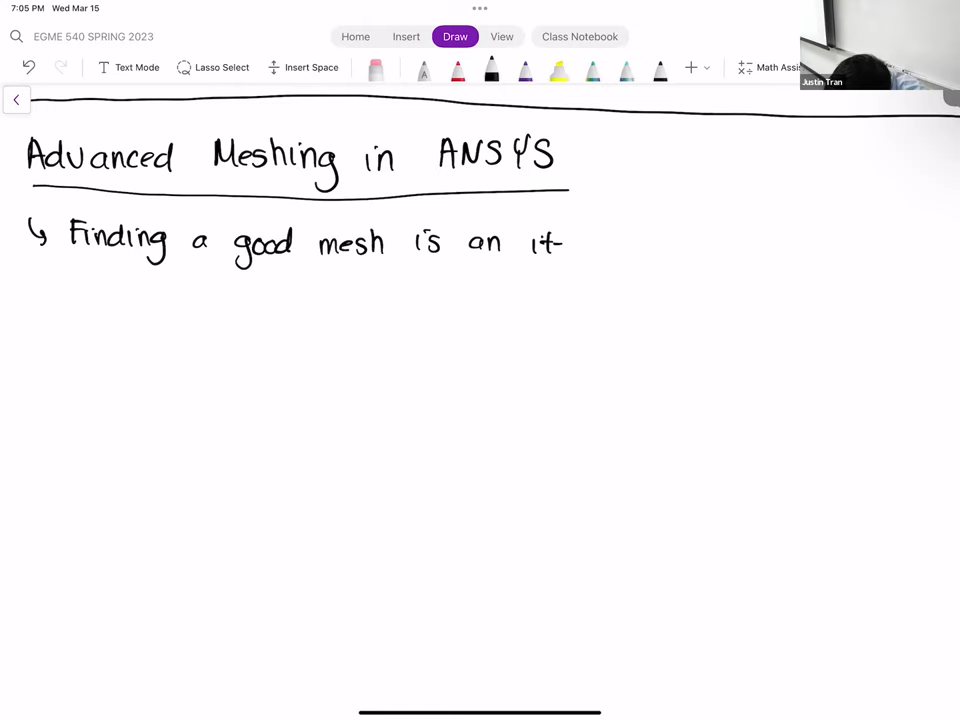 7:05 PM Wed Mar 15
EGME 540 SPRING 2023
Home Insert Draw View Class Notebook
T Text Mode Lasso Select Insert Space A Math Assis
Justin Tran
Advanced Meshing in ANSYS
↳ Finding a good mesh is an it